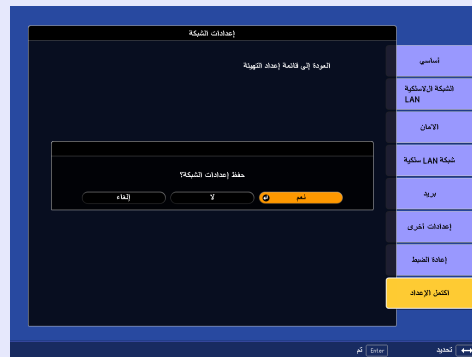 إعدادات الشبكة
العودة إلى قائمة إعداد التهيئة
حفظ إعدادات الشبكة؟
نعم
لا
إلغاء
أساسي
الشبكة اللاسلكية
LAN
الأمان
شبكة LAN سلكية
بريد
إعدادات أخرى
إعادة الضبط
اكتمل الإعداد
تحديد
Enter تم